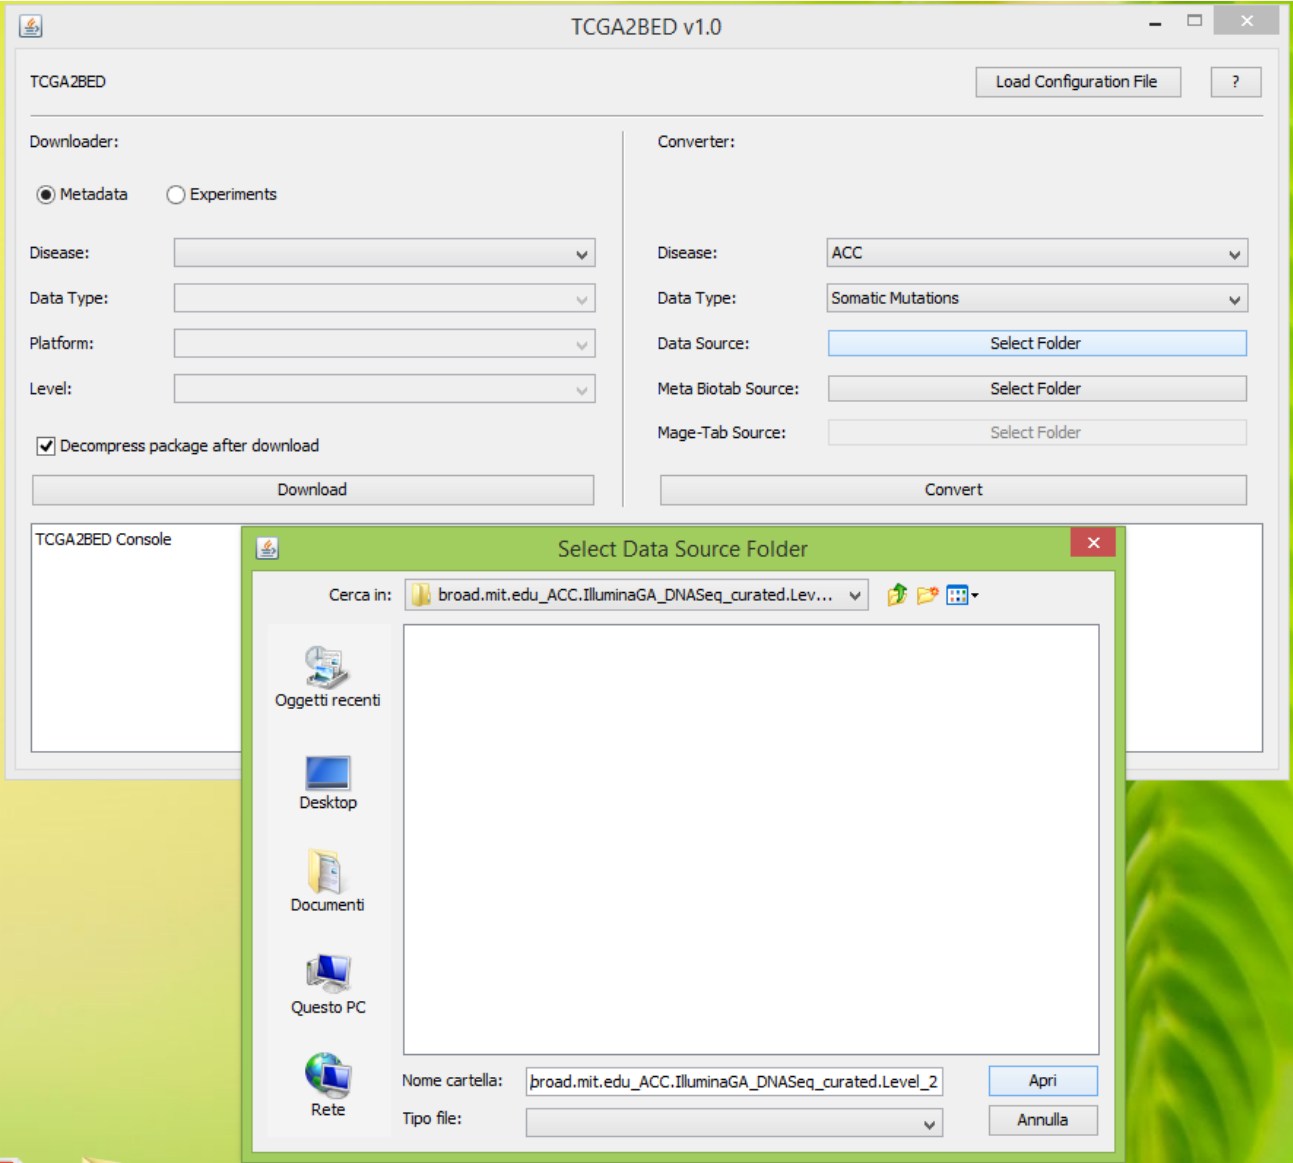 TCGA2BED v1.0
TCGA2BED
Load Configuration File
?
Downloader:
Converter:
Metadata
Experiments
Disease:
Disease:
ACC
Data Type:
Data Type:
Somatic Mutations
Platform:
Data Source:
Select Folder
Level:
Meta Biotab Source:
Select Folder
Mage-Tab Source:
Select Folder
Decompress package after download
Download
Convert
TCGA2BED Console
Select Data Source Folder
Cerca in:
broad.mit.edu_ACC.IlluminaGA_DNASeq_curated.Lev...
Oggetti recenti
Desktop
Documenti
Questo PC
Rete
Nome cartella:
broad.mit.edu_ACC.IlluminaGA_DNASeq_curated.Level_2
Apri
Tipo file:
Annulla